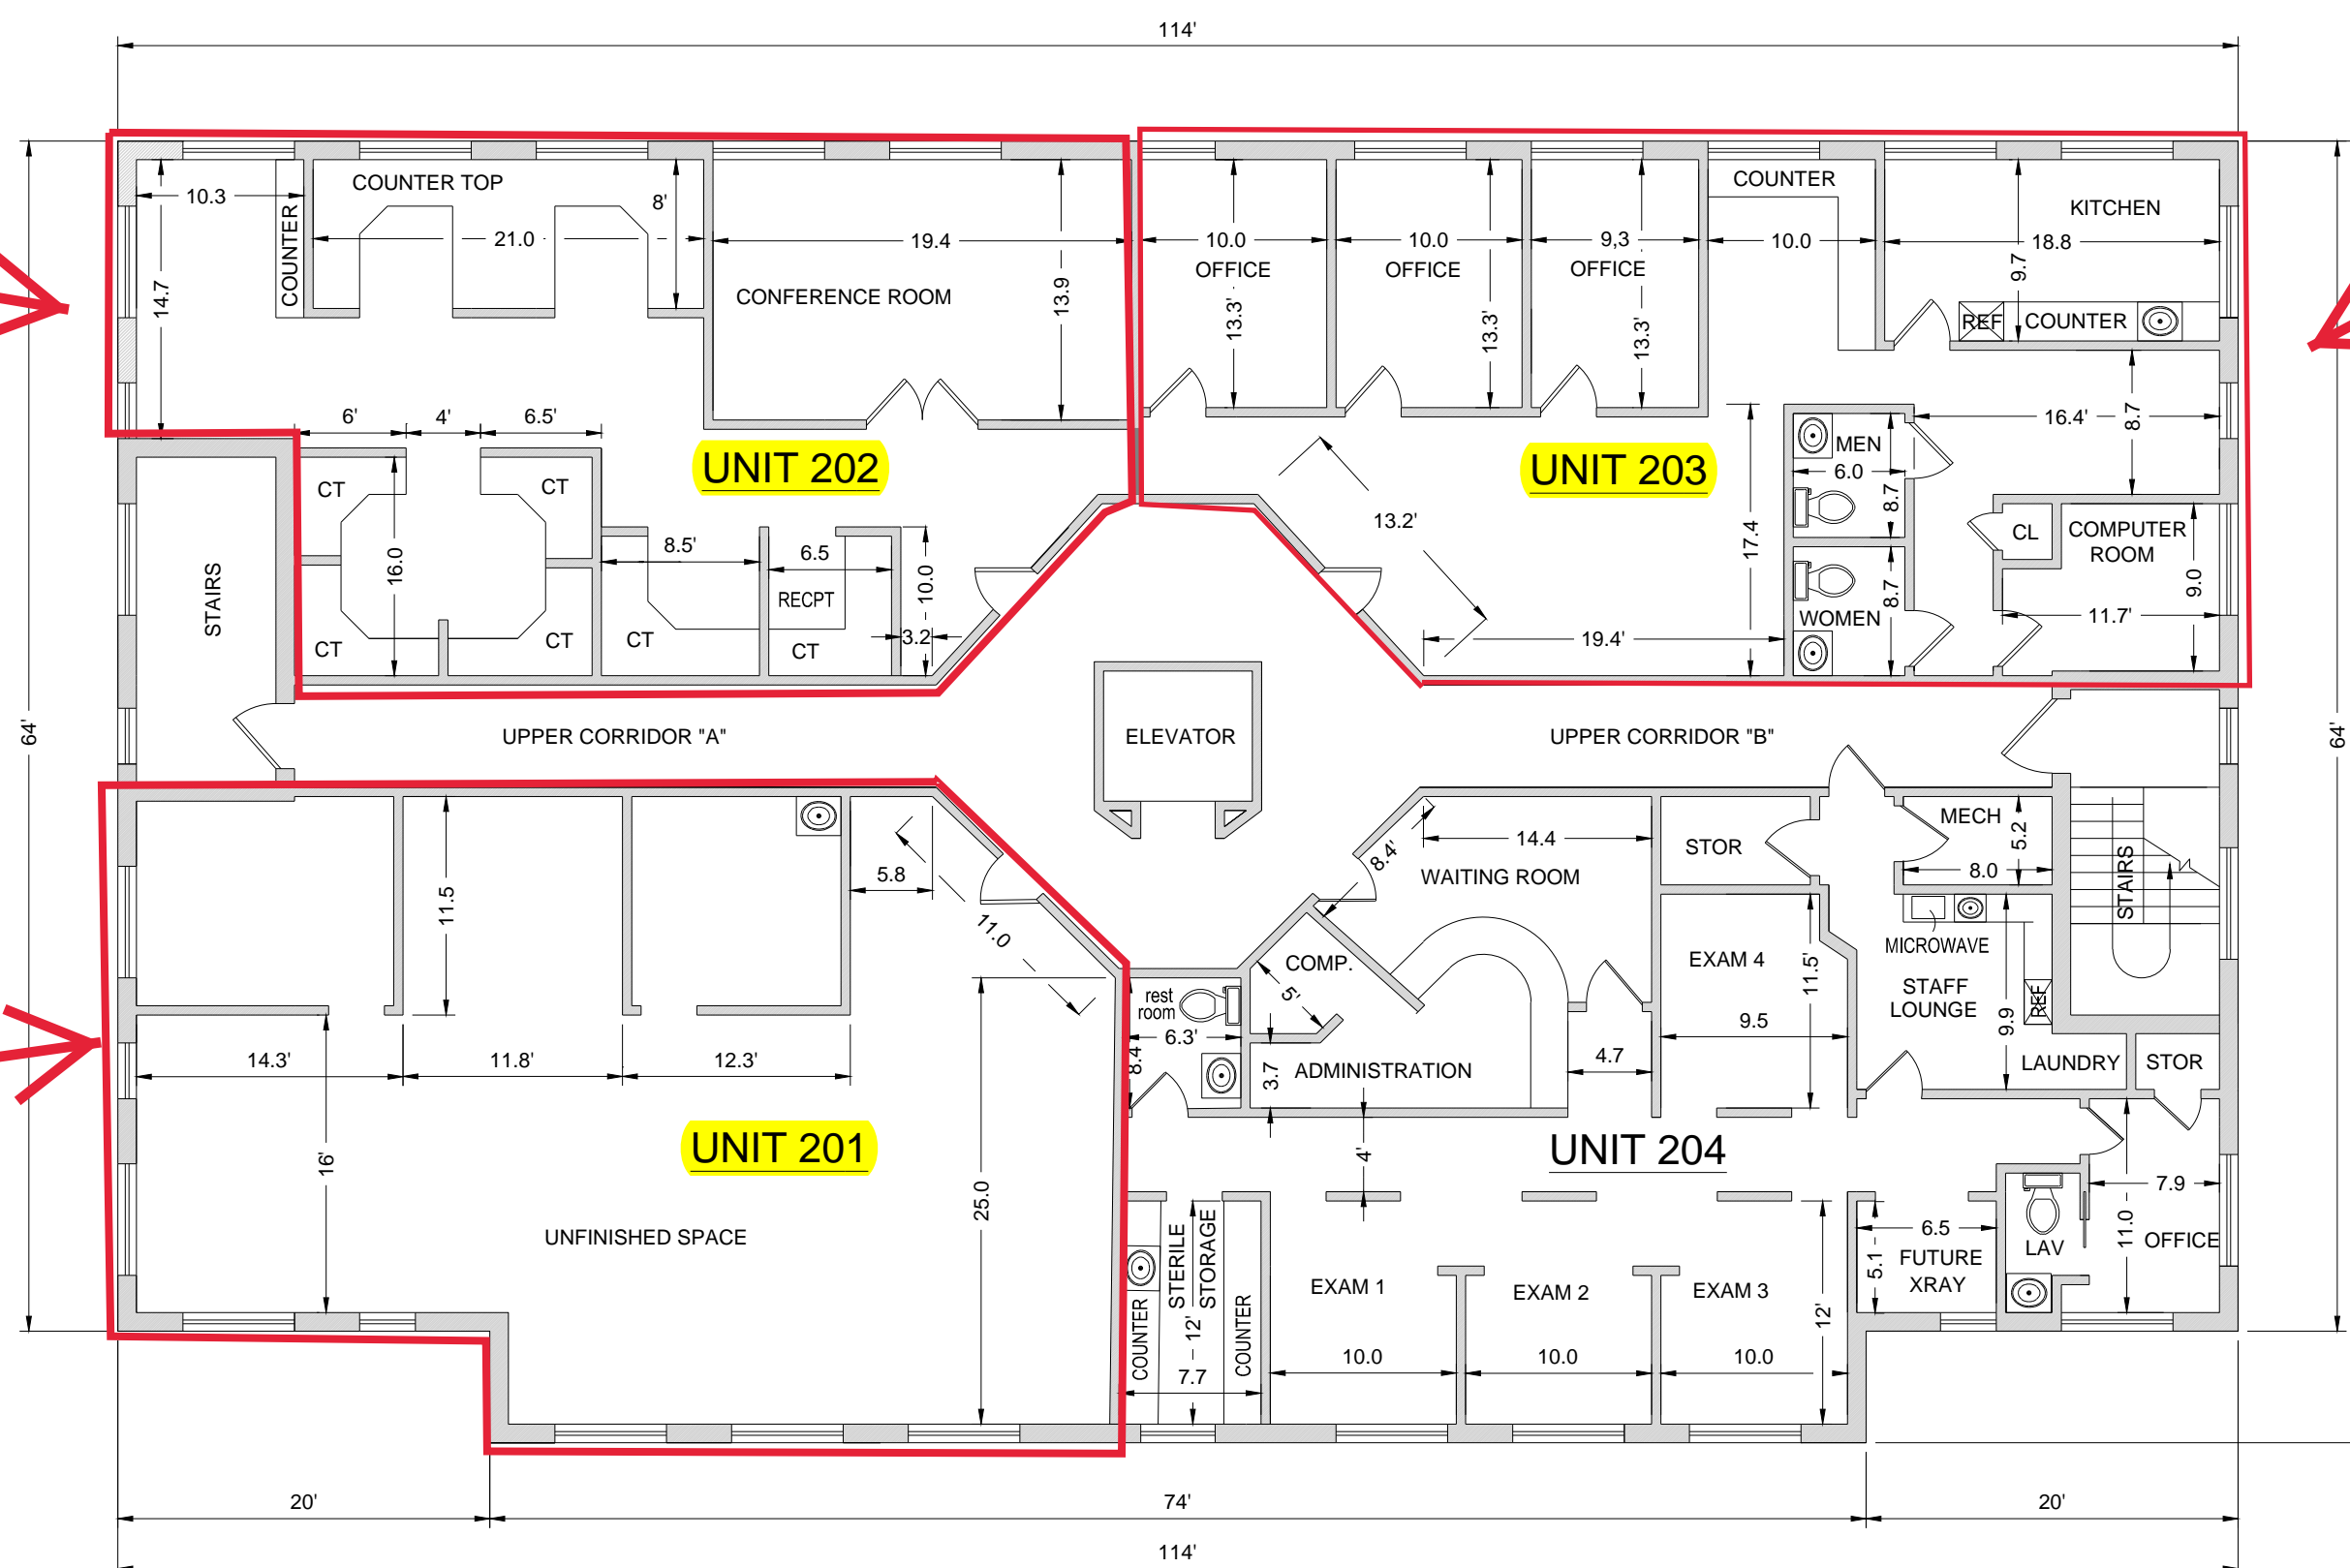 114'
COUNTER TOP
10.3
8'
COUNTER
21.0
19.4
14.7
CONFERENCE ROOM
13.9
10.0
OFFICE
13.3'
10.0
OFFICE
13.3'
9,3
OFFICE
13.3'
COUNTER
10.0
KITCHEN
18.8
9.7
REF
COUNTER
6'
4'
6.5'
UNIT 202
UNIT 203
16.4'
8.7
MEN
6.0
8.7
CT
CT
16.0
13.2'
17.4
CL
COMPUTER
ROOM
9.0
11.7'
STAIRS
8.5'
6.5
10.0
RECPT
3.2
CT
CT
CT
CT
8.7
WOMEN
19.4'
64'
UPPER CORRIDOR "A"
ELEVATOR
UPPER CORRIDOR "B"
64'
11.5
5.8
11.0
14.3'
11.8'
12.3'
16'
UNIT 201
25.0
UNFINISHED SPACE
8.4'
14.4
WAITING ROOM
STOR
MECH
5.2
8.0
STAIRS
COMP.
5'
rest
room
6.3'
8.4
3.7
ADMINISTRATION
4.7
EXAM 4
11.5'
9.5
MICROWAVE
STAFF
LOUNGE
REF
9.9
LAUNDRY
STOR
4'
UNIT 204
7.9
11.0
OFFICE
LAV
6.5
5.1
FUTURE
XRAY
STERILE
STORAGE
12'
COUNTER
COUNTER
7.7
EXAM 1
EXAM 2
EXAM 3
12'
10.0
10.0
10.0
20'
74'
20'
114'